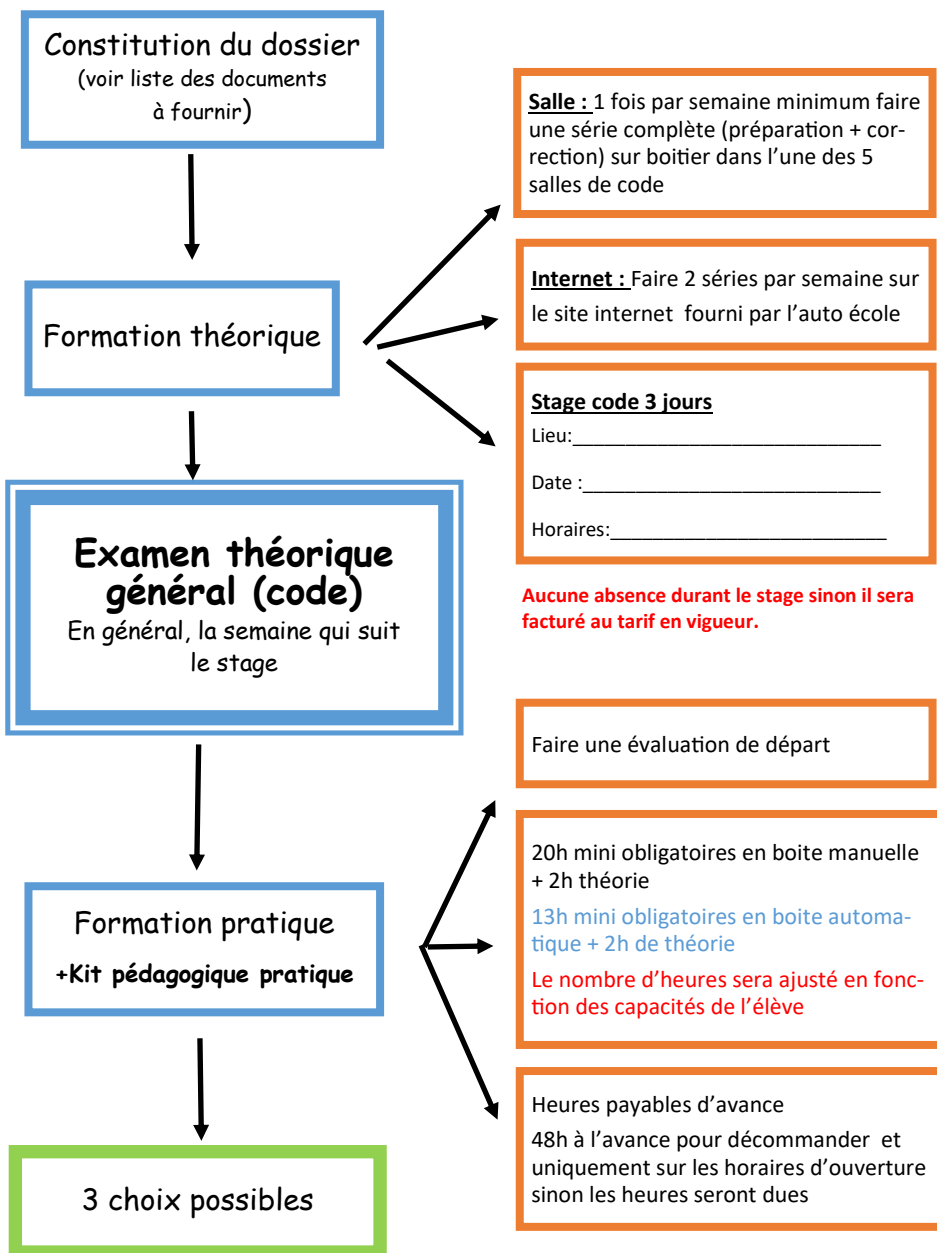 Constitution du dossier
(voir liste des documents
à fournir)
Salle : 1 fois par semaine minimum faire
une série complète (préparation + cor-
rection) sur boitier dans l'une des 5
salles de code
Formation théorique
Internet : Faire 2 séries par semaine sur
le site internet fourni par l'auto école
Stage code 3 jours
Lieu:_____________________________
Date :____________________________
Horaires:__________________________
Aucune absence durant le stage sinon il sera
facturé au tarif en vigueur.
Examen théorique
général (code)
En général, la semaine qui suit
le stage
Faire une évaluation de départ
Formation pratique
+Kit pédagogique pratique
20h mini obligatoires en boite manuelle
+ 2h théorie
13h mini obligatoires en boite automa-
tique + 2h de théorie
Le nombre d'heures sera ajusté en fonc-
tion des capacités de l'élève
Heures payables d'avance
48h à l'avance pour décommander et
uniquement sur les horaires d'ouverture
sinon les heures seront dues
3 choix possibles